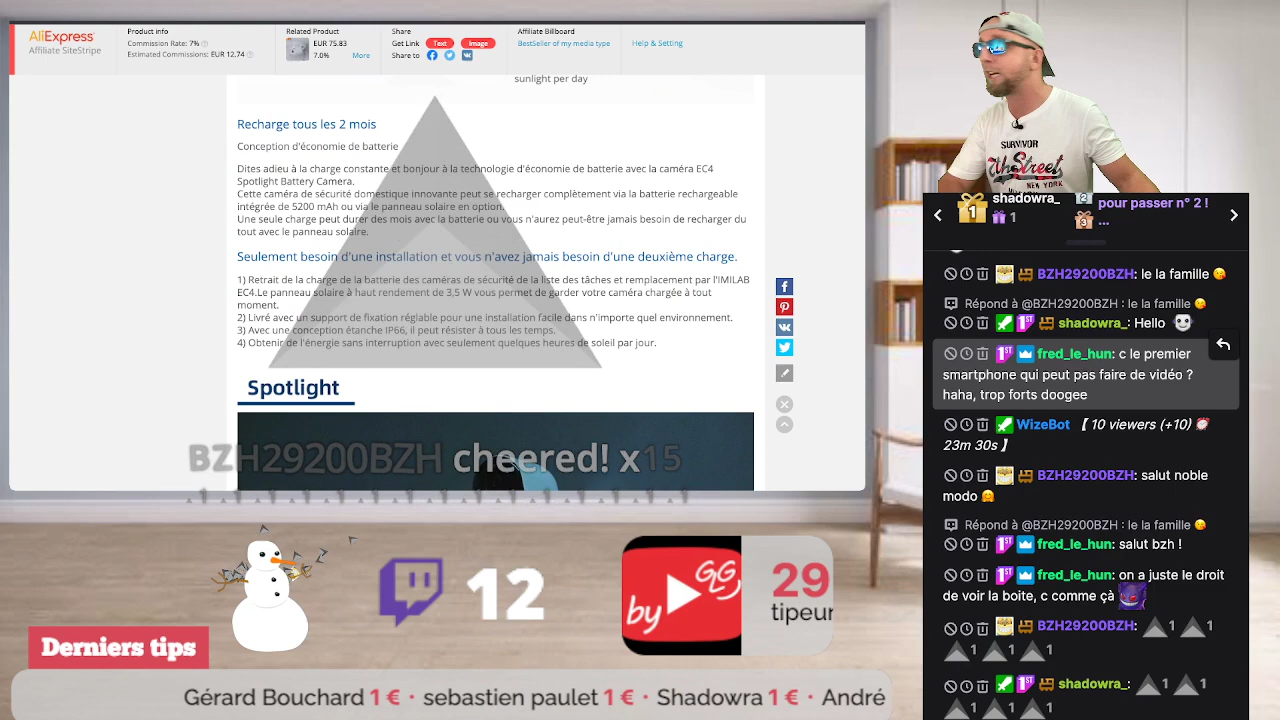 AliExpress
Affiliate SiteStripe
Product info
Commission Rate: 7%
Estimated Commissions: EUR 12,74
Related Product
EUR 75.83
7.0%
More
Share
Get Link Text Image
Share to
Affiliate Billboard
BestSeller of my media type
Help & Setting
sunlight per day
Recharge tous les 2 mois
Conception d'économie de batterie
Dites adieu à la charge constante et bonjour à la technologie d'économie de batterie avec la caméra EC4
Spotlight Battery Camera.
Cette caméra de sécurité domestique innovante peut se recharger complètement via la batterie rechargeable
intégrée de 5200 mAh ou via le panneau solaire en option.
Une seule charge peut durer des mois avec la batterie ou vous n'aurez peut-être jamais besoin de recharger du
tout avec le panneau solaire.
Seulement besoin d'une installation et vous n'avez jamais besoin d'une deuxième charge.
1) Retrait de la charge de la batterie des caméras de sécurité de la liste des tâches et remplacement par l'IMILAB
EC4.Le panneau solaire à haut rendement de 3,5 W vous permet de garder votre caméra chargée à tout
moment.
2) Livré avec un support de fixation réglable pour une installation facile dans n'importe quel environnement.
3) Avec une conception étanche IP66, il peut résister à tous les temps.
4) Obtenir de l'énergie sans interruption avec seulement quelques heures de soleil par jour.
Spotlight
BZH29200BZH cheered! x15
12
by GLG
29
tipeur
Derniers tips
Gérard Bouchard 1 € · sebastien paulet 1 € · Shadowra 1 € · André
SURVIVOR
NEW YORK
1 shadowra_
1
2 pour passer n° 2 !
3 ...
BZH29200BZH: le la famille 😘
Répond à @BZH29200BZH : le la famille 😘
1ST shadowra_: Hello
1ST fred_le_hun: c le premier
smartphone qui peut pas faire de vidéo ?
haha, trop forts doogee
WizeBot 【 10 viewers (+10) ⏰
23m 30s 】
BZH29200BZH: salut noble
modo 🤗
Répond à @BZH29200BZH : le la famille 😘
1ST fred_le_hun: salut bzh !
1ST fred_le_hun: on a juste le droit
de voir la boite, c comme çà
BZH29200BZH: 1 1
1 1 1
1ST shadowra_: 1 1
1 1 1